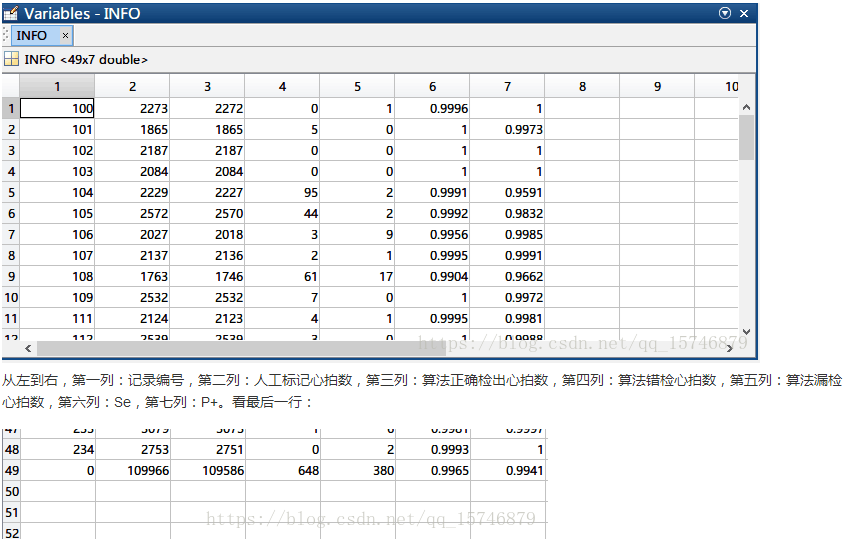 Variables - INFO
INFO
INFO <49x7 double>
1 2 3 4 5 6 7 8 9 10
1 100 2273 2272 0 1 0.9996 1
2 101 1865 1865 5 0 1 0.9973
3 102 2187 2187 0 0 1 1
4 103 2084 2084 0 0 1 1
5 104 2229 2227 95 2 0.9991 0.9591
6 105 2572 2570 44 2 0.9992 0.9832
7 106 2027 2018 3 9 0.9956 0.9985
8 107 2137 2136 2 1 0.9995 0.9991
9 108 1763 1746 61 17 0.9904 0.9662
10 109 2532 2532 7 0 1 0.9972
11 111 2124 2123 4 1 0.9995 0.9981
12 112 2539 2539 3 0 1 0.9988
https://blog.csdn.net/qq_15746879
从左到右，第一列：记录编号，第二列：人工标记心拍数，第三列：算法正确检出心拍数，第四列：算法错检心拍数，第五列：算法漏检
心拍数，第六列：Se，第七列：P+。看最后一行：
47 233 3079 3073 1 6 0.9981 0.9997
48 234 2753 2751 0 2 0.9993 1
49 0 109966 109586 648 380 0.9965 0.9941
50
51
https://blog.csdn.net/qq_15746879
52